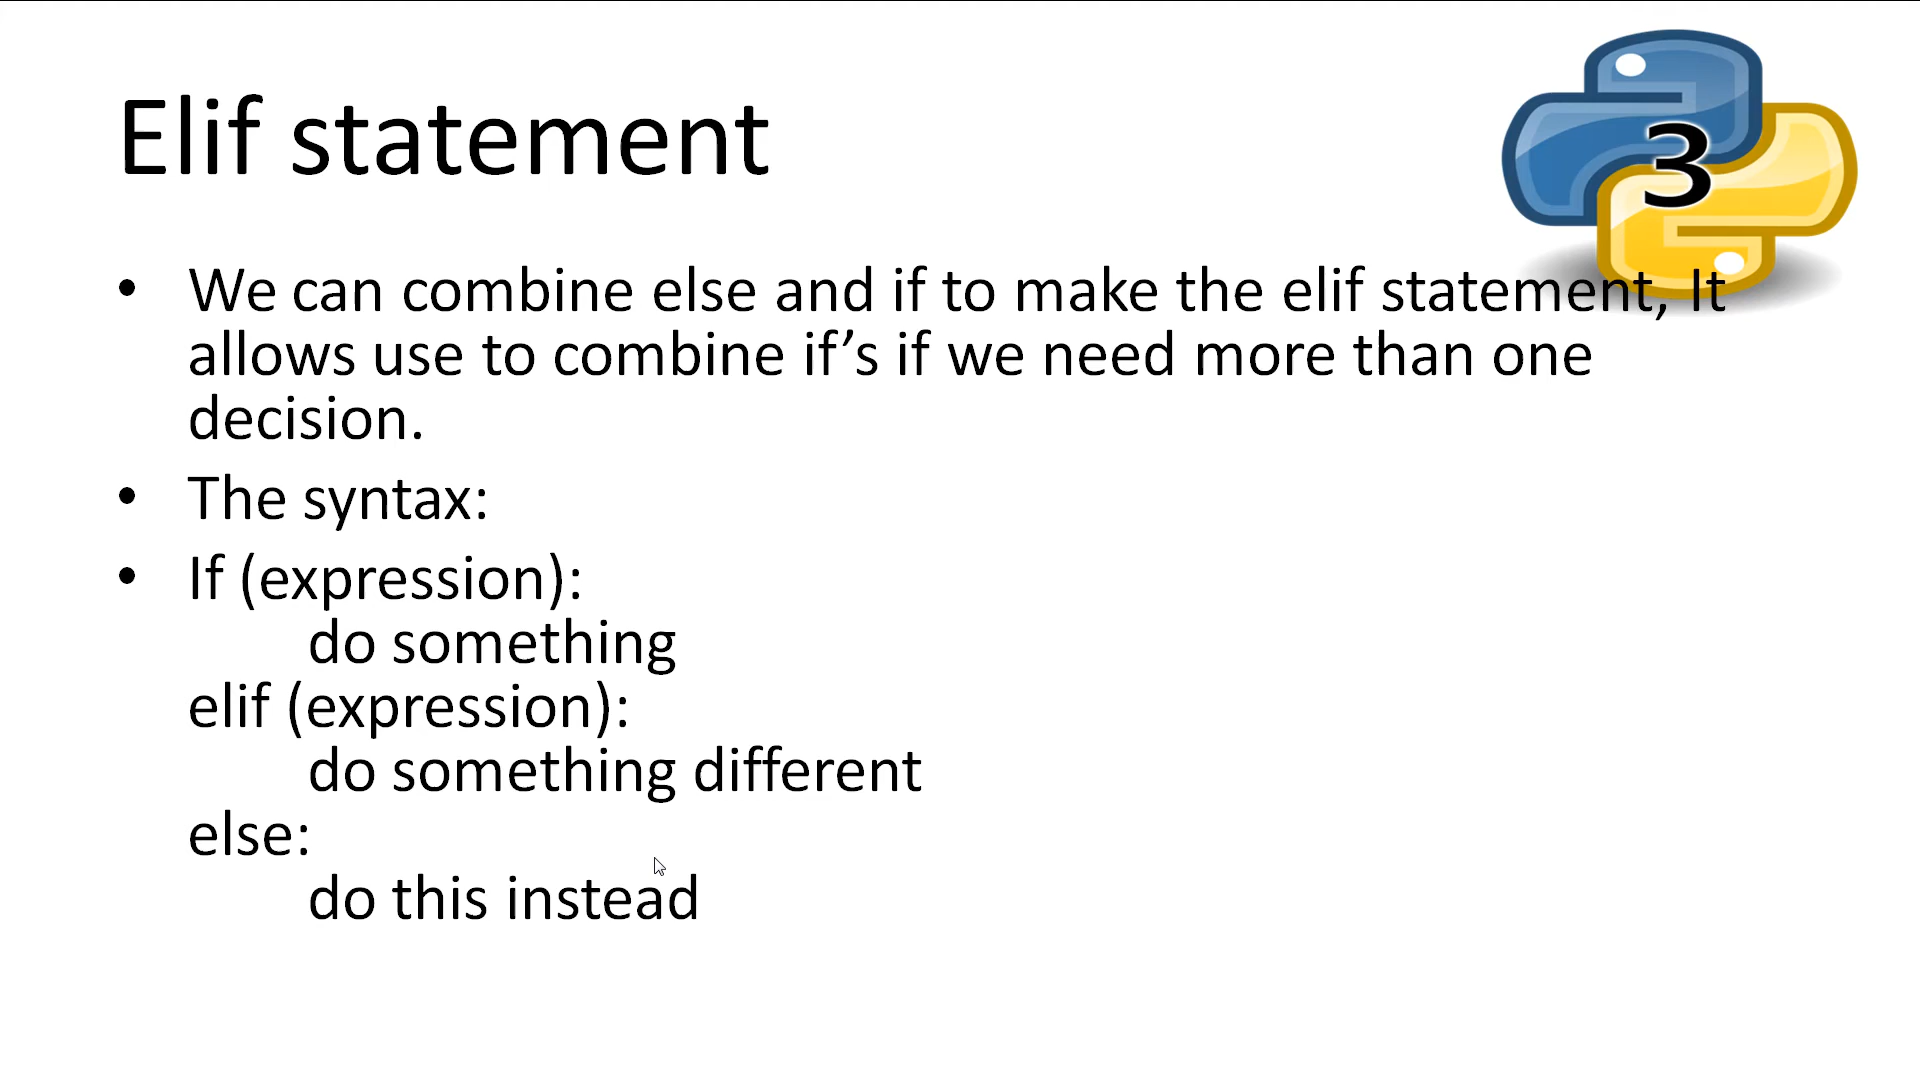 Elif statement
3
• We can combine else and if to make the elif statement, It
allows use to combine if’s if we need more than one
decision.
• The syntax:
• If (expression):
do something
elif (expression):
do something different
else:
do this instead